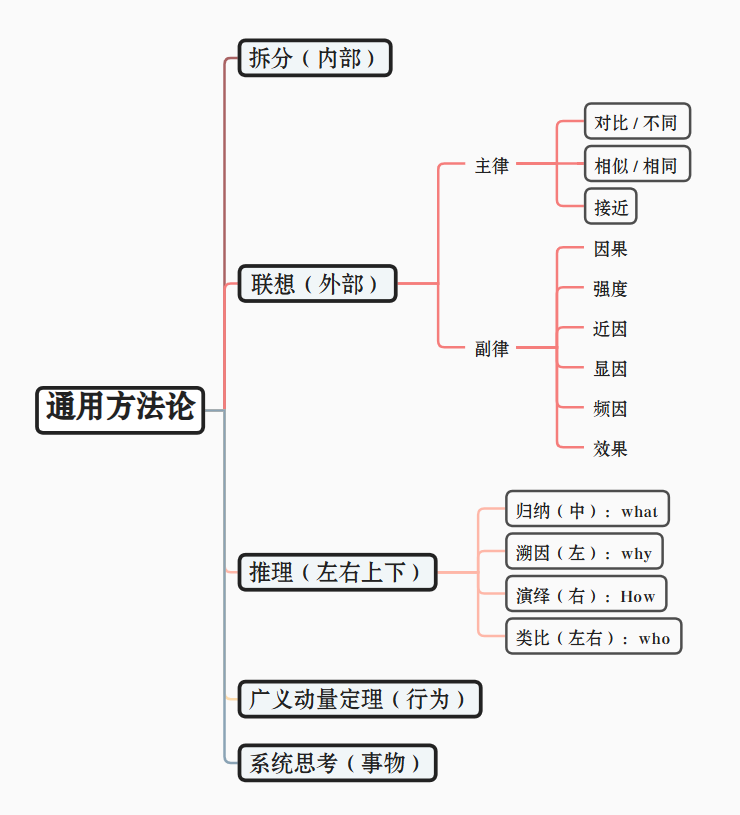 通用方法论
拆分（内部）
联想（外部）
主律
对比 / 不同
相似 / 相同
接近
副律
因果
强度
近因
显因
频因
效果
推理（左右上下）
归纳（中）：what
溯因（左）：why
演绎（右）：How
类比（左右）：who
广义动量定理（行为）
系统思考（事物）